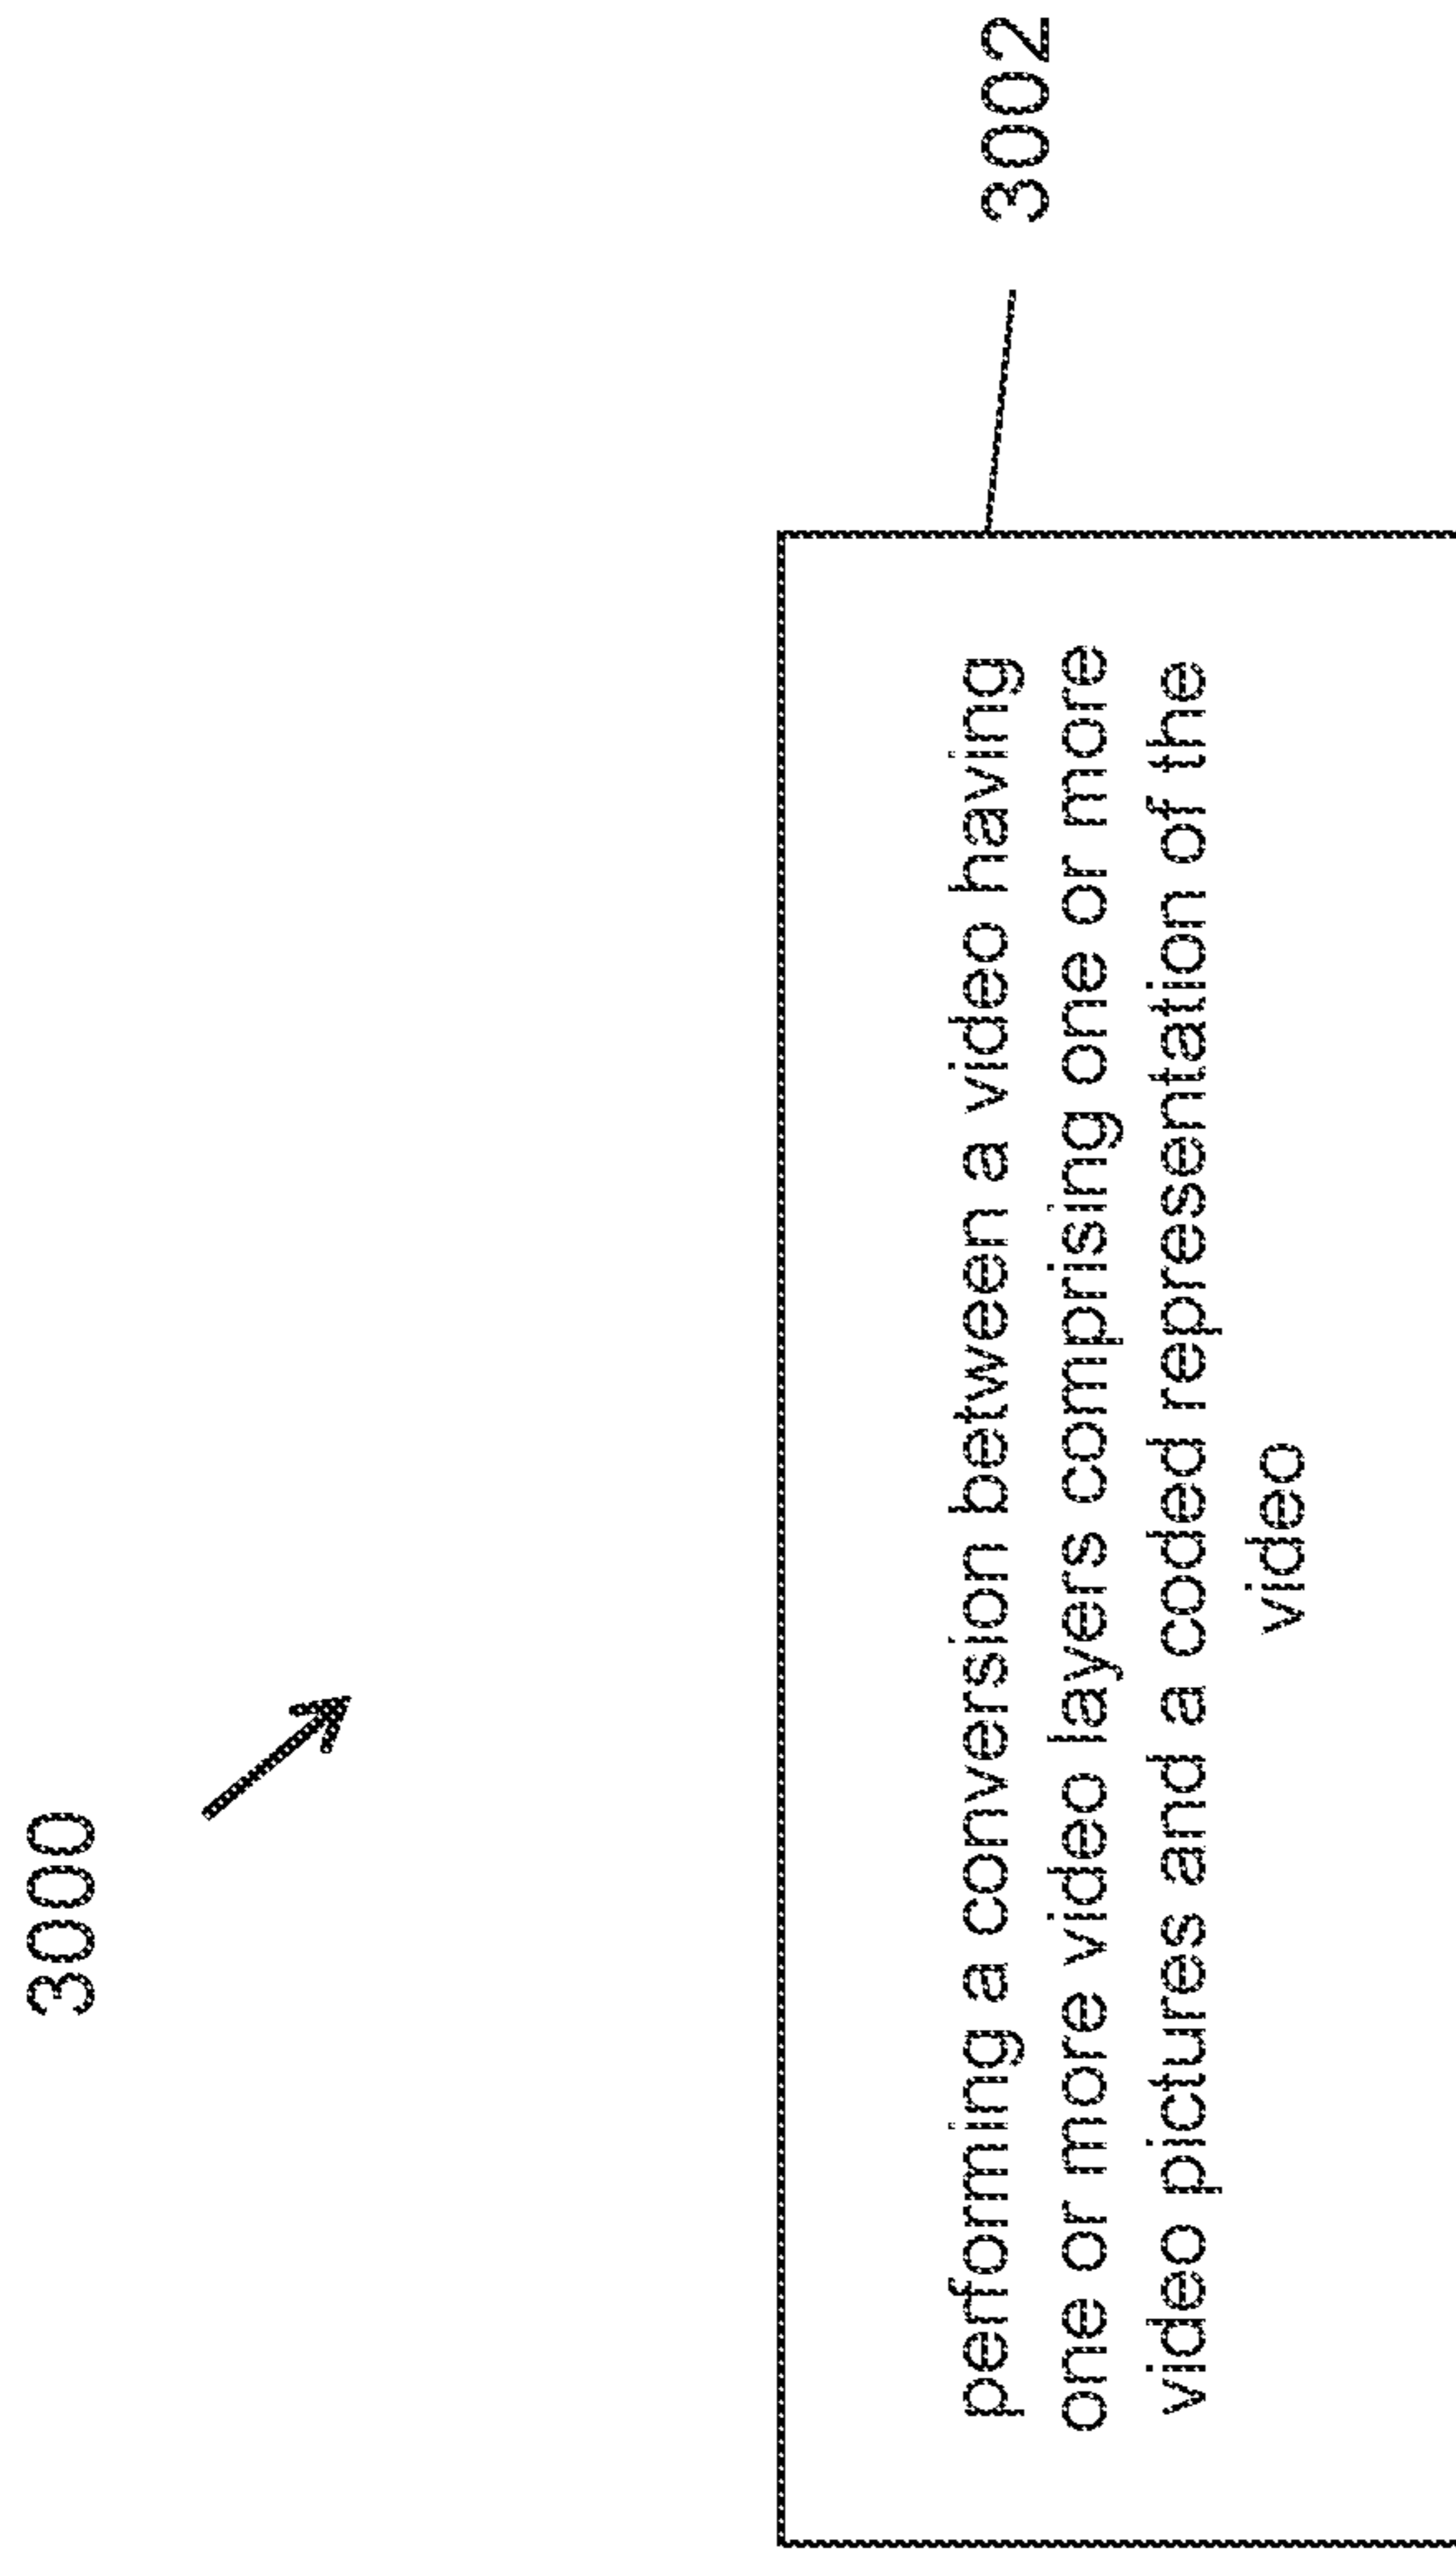 3000
3002
performing a conversion between a video having
one or more video layers comprising one or more
video pictures and a coded representation of the
video